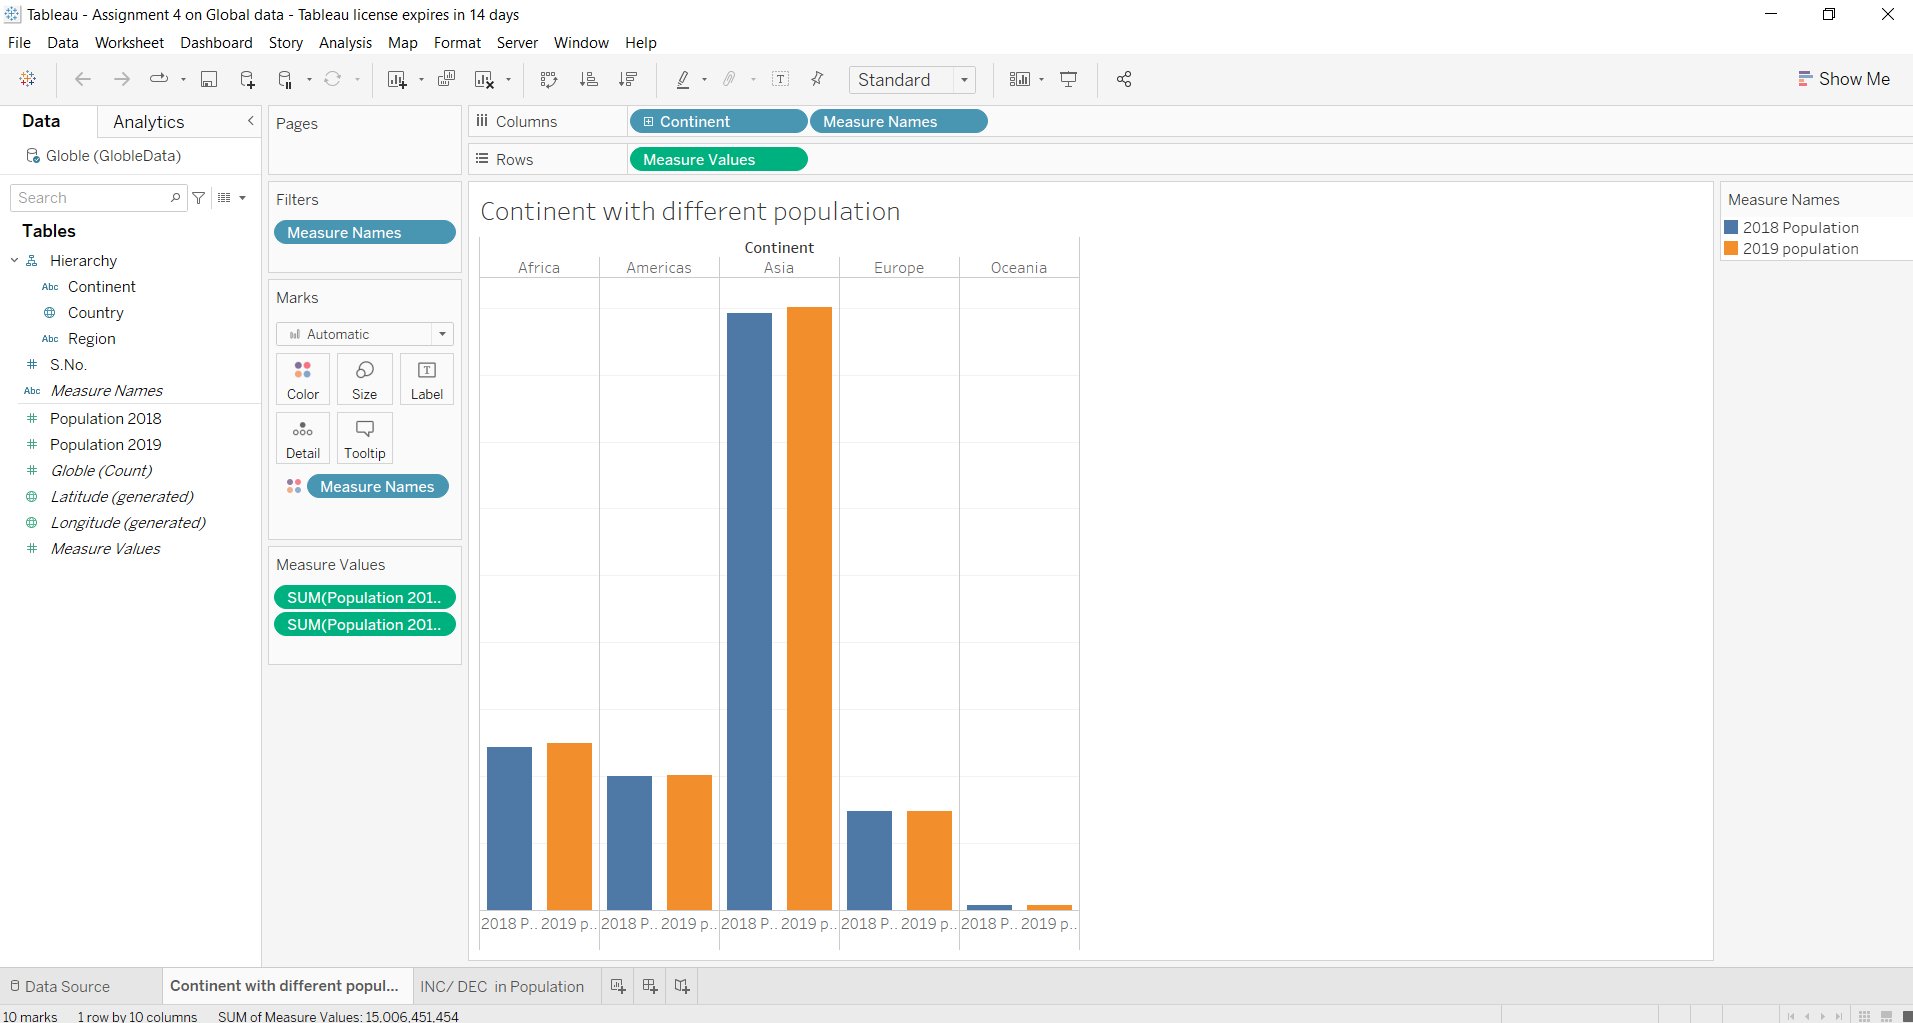 Tableau - Assignment 4 on Global data - Tableau license expires in 14 days
File Data Worksheet Dashboard Story Analysis Map Format Server Window Help
Standard
Show Me
Data Analytics
Globle (GlobleData)
Search
Tables
Hierarchy
Abc Continent
Country
Abc Region
# S.No.
Abc Measure Names
# Population 2018
# Population 2019
# Globle (Count)
Latitude (generated)
Longitude (generated)
# Measure Values
Pages
Filters
Measure Names
Marks
Automatic
Color Size T Label
Detail Tooltip
Measure Names
Measure Values
SUM(Population 201..
SUM(Population 201..
Columns Continent Measure Names
Rows Measure Values
Continent with different population
Continent
Africa Americas Asia Europe Oceania
2018 P.. 2019 p.. 2018 P.. 2019 p.. 2018 P.. 2019 p.. 2018 P.. 2019 p.. 2018 P.. 2019 p..
Measure Names
2018 Population
2019 population
Data Source Continent with different popul... INC/ DEC in Population
10 marks 1 row by 10 columns SUM of Measure Values: 15,006,451,454